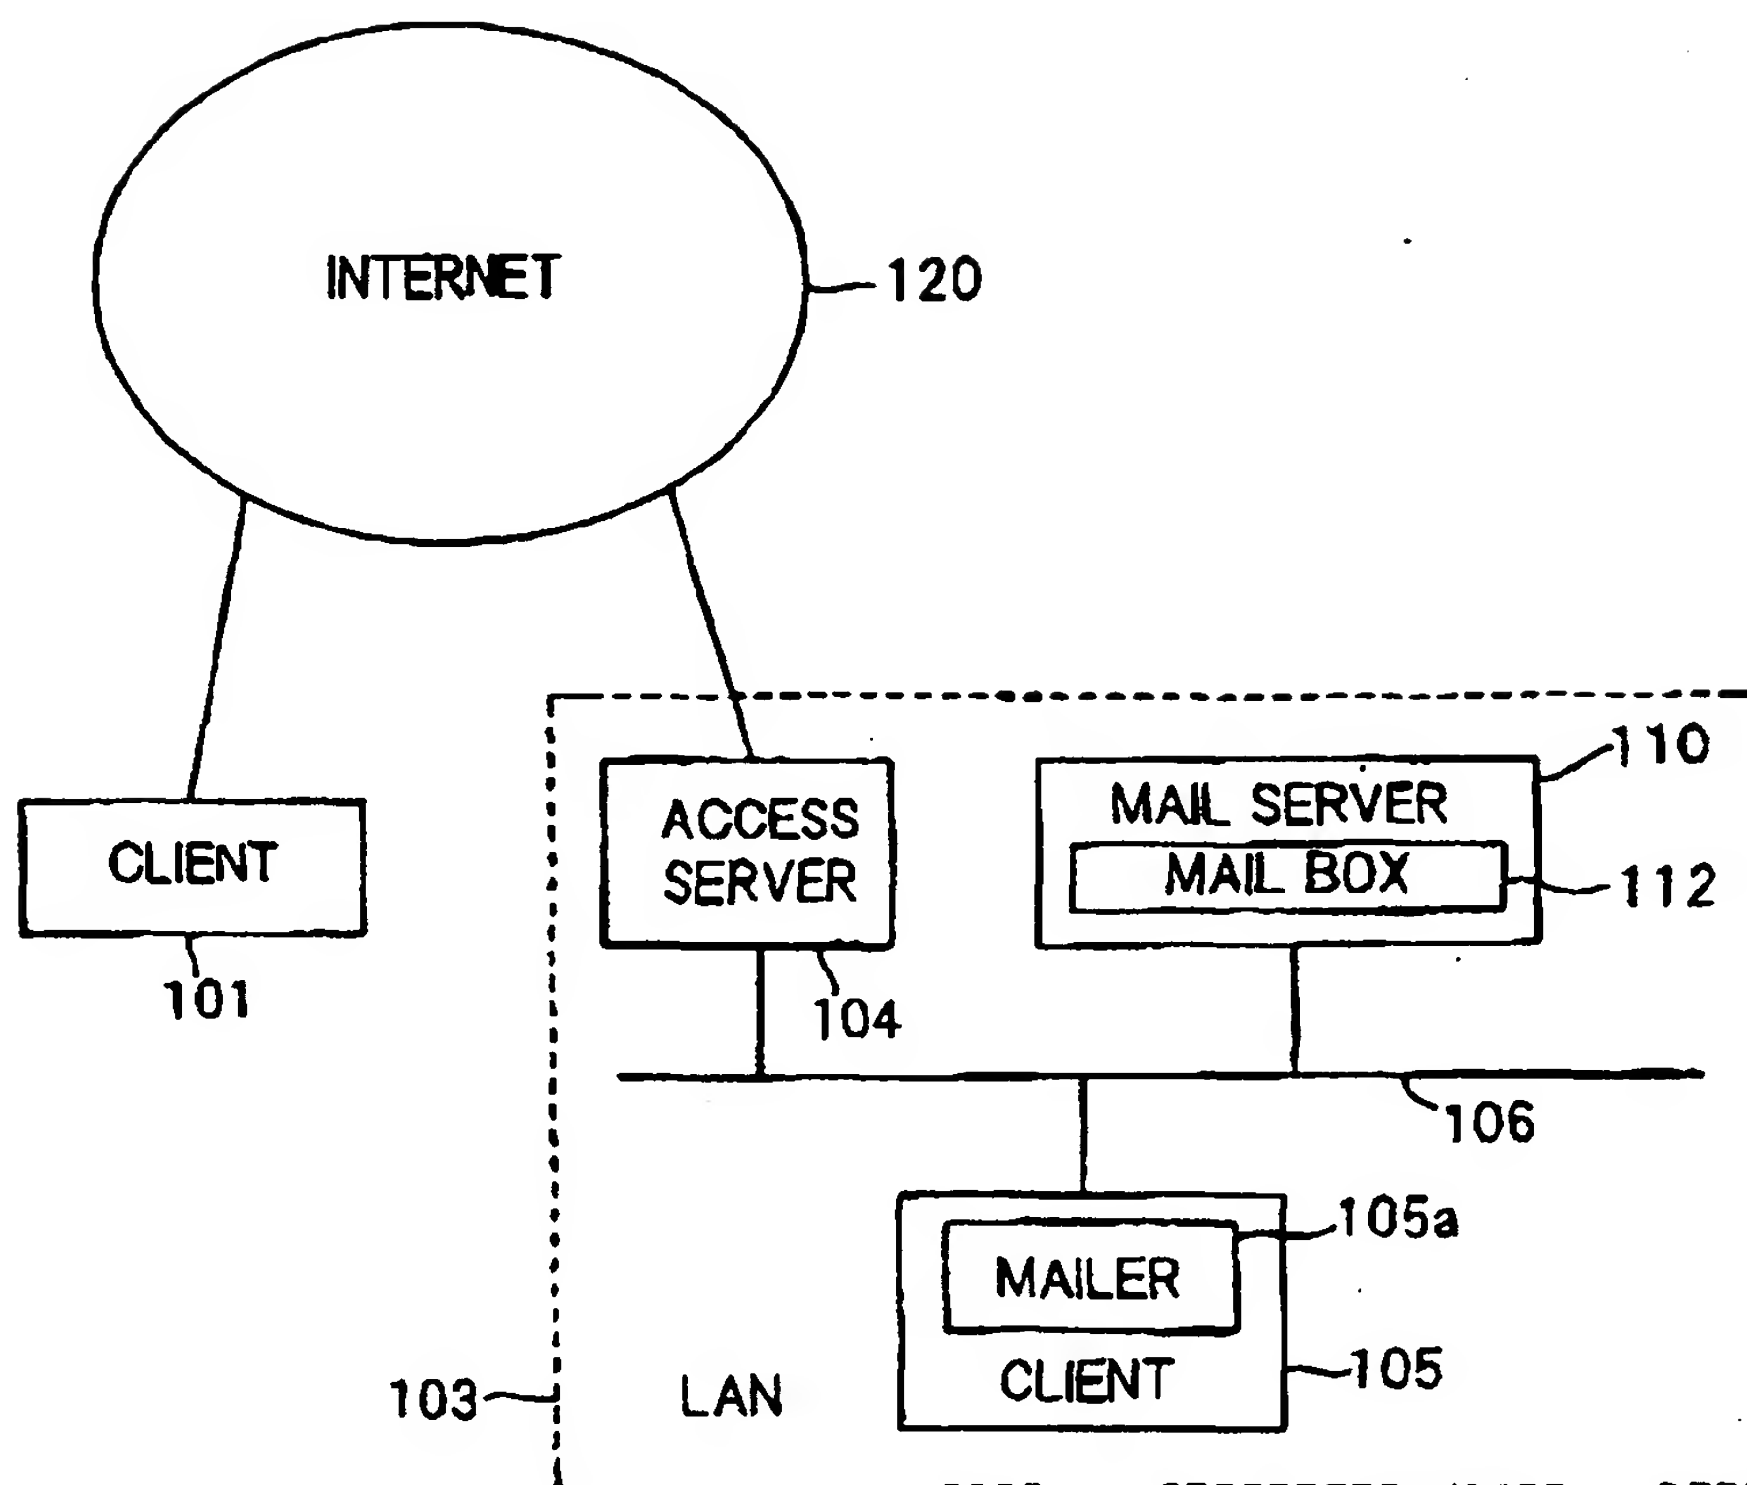 INTERNET
120
110
MAIL SERVER
ACCESS
SERVER
CLIENT
MAIL BOX
112
101
104
106
105a
MAILER
105
CLIENT
103
LAN